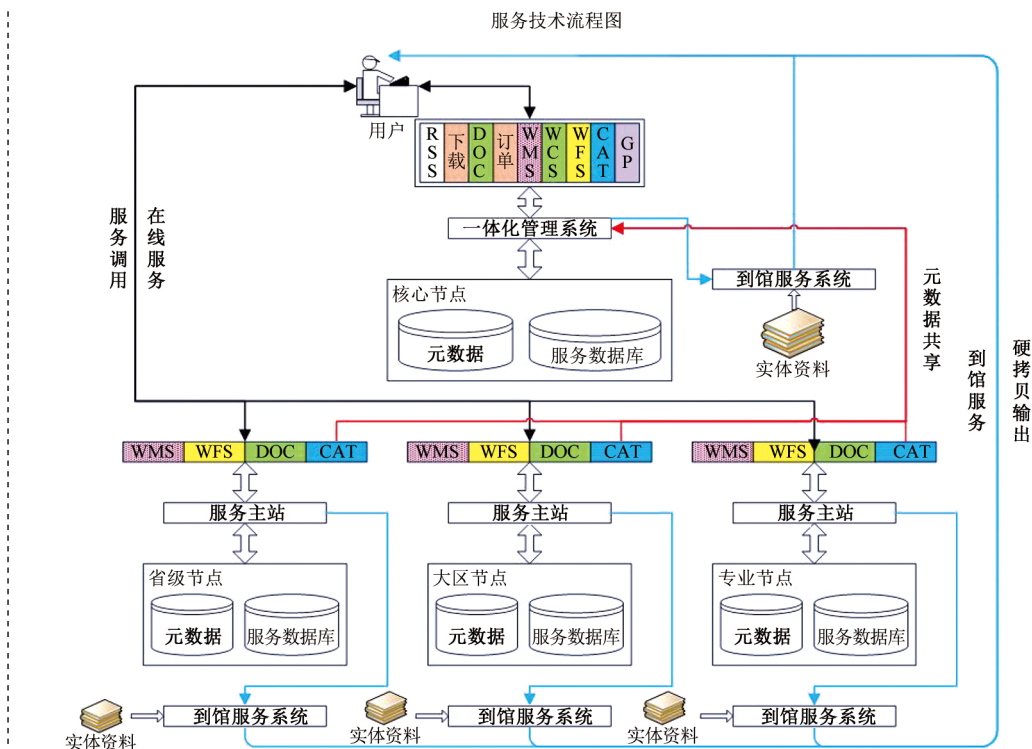 服务技术流程图
用户
RSS
下载
DOC
订单
WMS
WCS
WFS
CAT
GP
服务调用
在线服务
一体化管理系统
到馆服务系统
实体资料
核心节点
元数据
服务数据库
元数据共享
到馆服务
硬拷贝输出
WMS WFS DOC CAT
WMS WFS DOC CAT
WMS WFS DOC CAT
服务主站
服务主站
服务主站
省级节点
元数据
服务数据库
大区节点
元数据
服务数据库
专业节点
元数据
服务数据库
实体资料
到馆服务系统
实体资料
到馆服务系统
实体资料
到馆服务系统